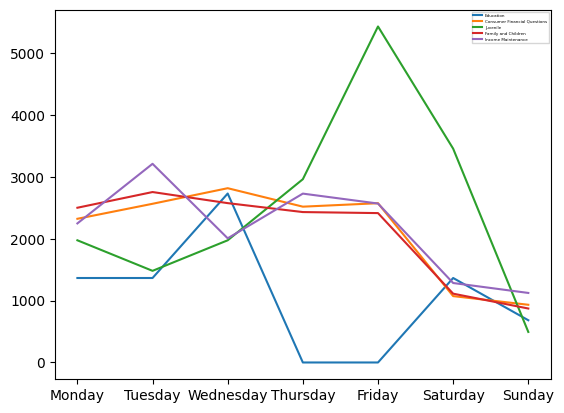 Education
Consumer Financial Questions
Juvenile
Family and Children
Income Maintenance
5000
4000
3000
2000
1000
0
Monday Tuesday Wednesday Thursday Friday Saturday Sunday